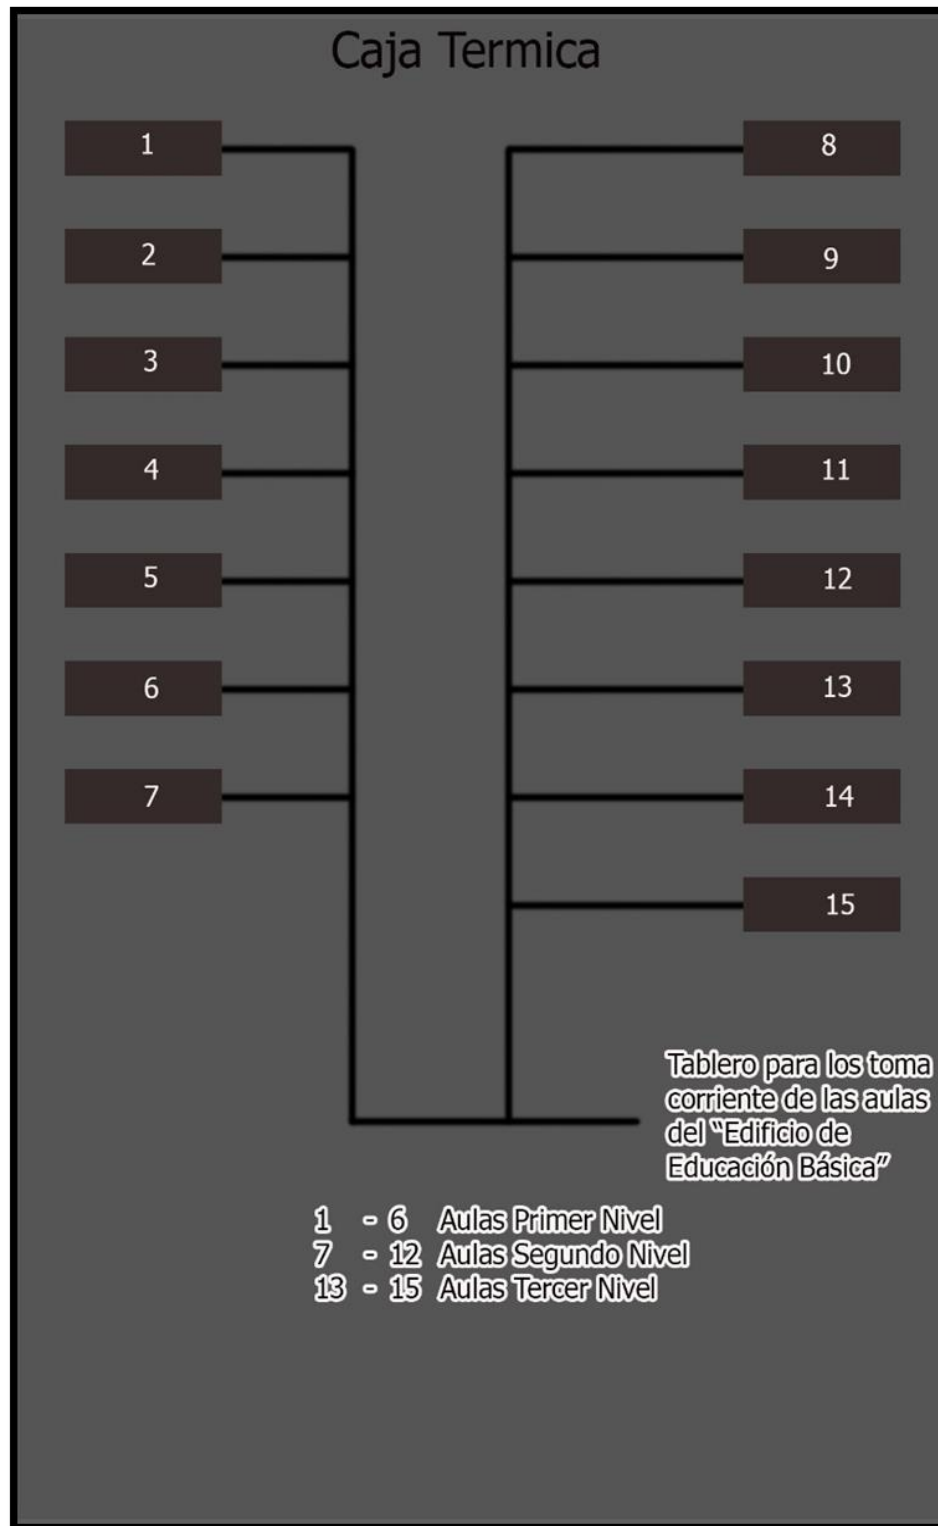 Caja Termica
1
8
2
9
3
10
4
11
5
12
6
13
7
14
15
Tablero para los toma
corriente de las aulas
del “Edificio de
Educación Básica”
1 - 6 Aulas Primer Nivel
7 - 12 Aulas Segundo Nivel
13 - 15 Aulas Tercer Nivel